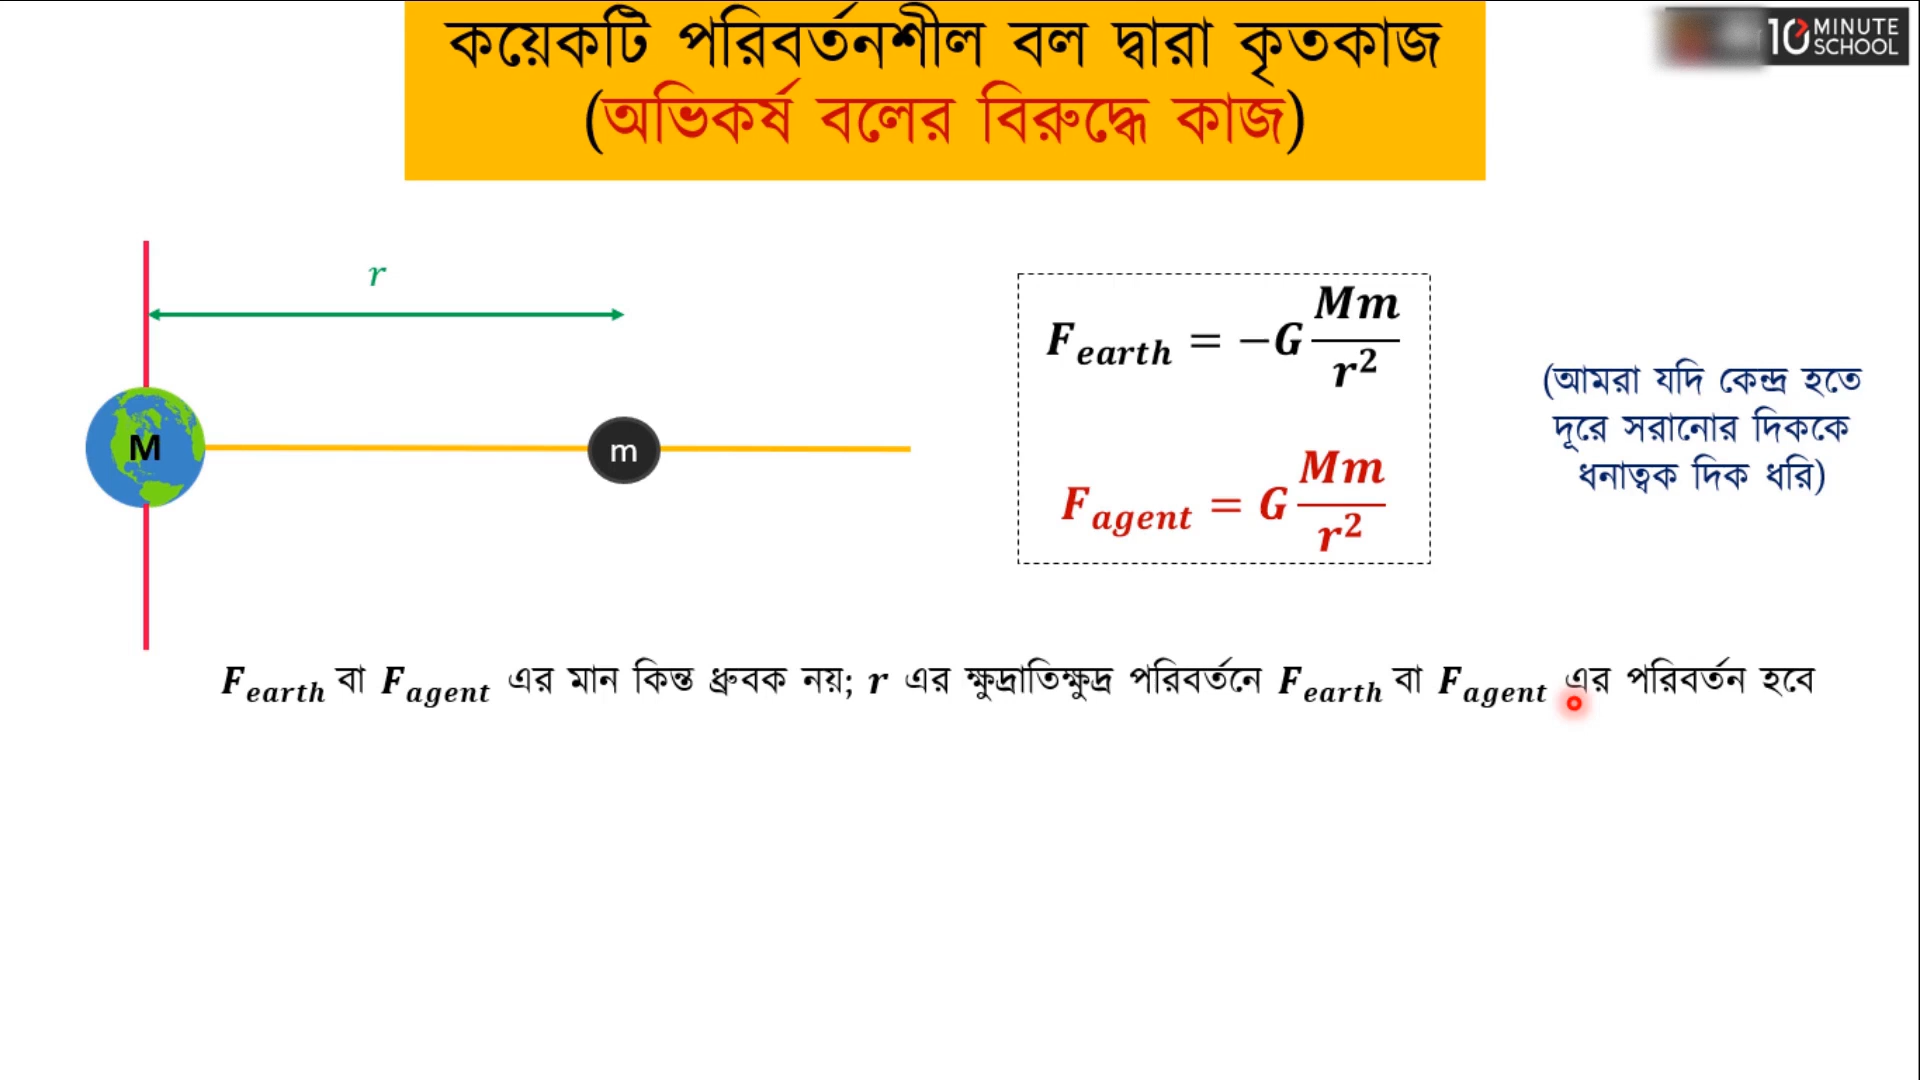 কয়েকটি পরিবর্তনশীল বল দ্বারা কৃতকাজ
(অভিকর্ষ বলের বিরুদ্ধে কাজ)
10 MINUTE SCHOOL
r
M
m
F_earth = −G Mm/r²
F_agent = G Mm/r²
(আমরা যদি কেন্দ্র হতে
দূরে সরানোর দিককে
ধনাত্বক দিক ধরি)
F_earth বা F_agent এর মান কিন্ত ধ্রুবক নয়; r এর ক্ষুদ্রাতিক্ষুদ্র পরিবর্তনে F_earth বা F_agent এর পরিবর্তন হবে